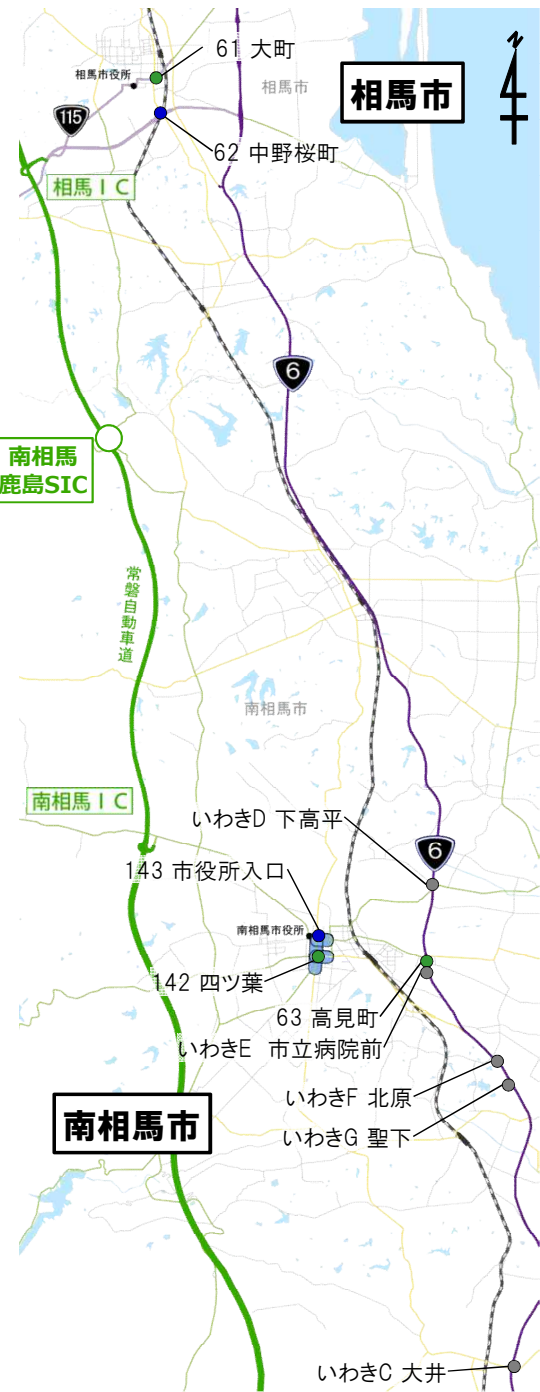 61 大町
相馬市役所
相馬市
相馬市
115
62 中野桜町
相馬ＩＣ
6
南相馬
鹿島SIC
常磐自動車道
南相馬市
南相馬ＩＣ
いわきD 下高平
6
143 市役所入口
南相馬市役所
142 四ツ葉
63 高見町
いわきE 市立病院前
いわきF 北原
南相馬市
いわきG 聖下
いわきC 大井